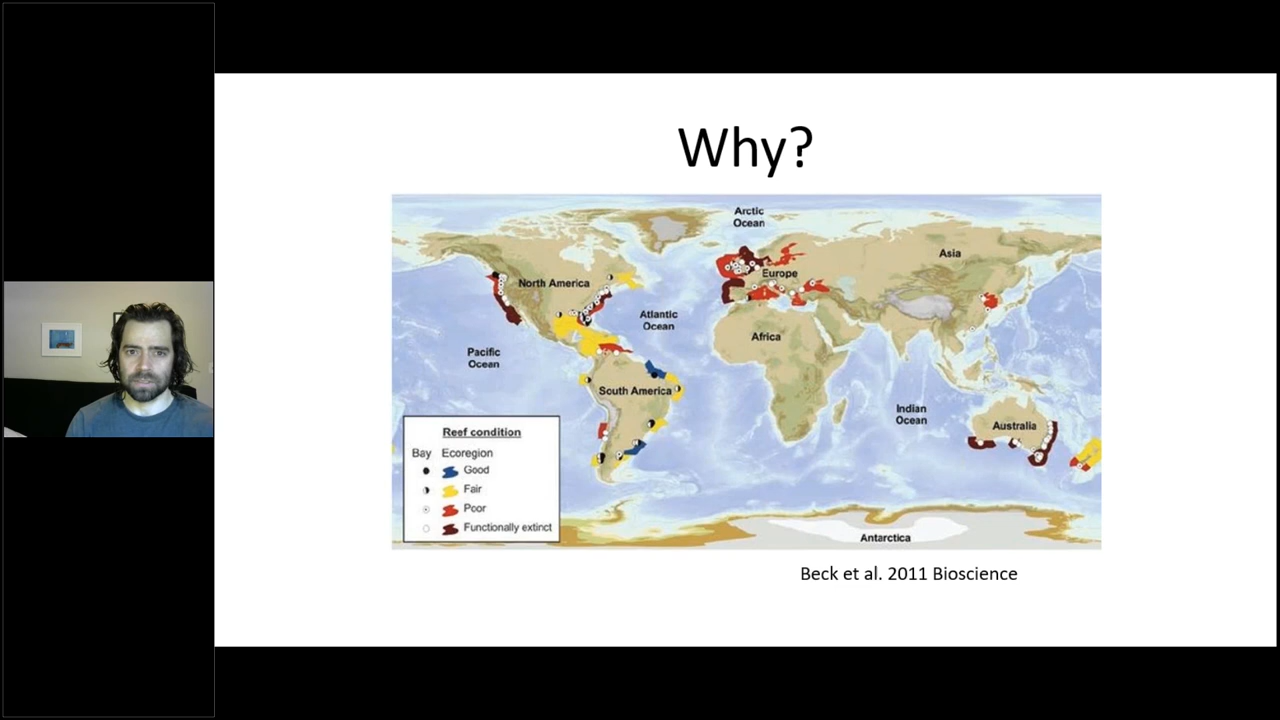 Why?
Arctic
Ocean
Asia
Europe
North America
Atlantic
Ocean
Africa
Pacific
Ocean
South America
Indian
Ocean
Australia
Reef condition
Bay Ecoregion
Good
Fair
Poor
Functionally extinct
Antarctica
Beck et al. 2011 Bioscience